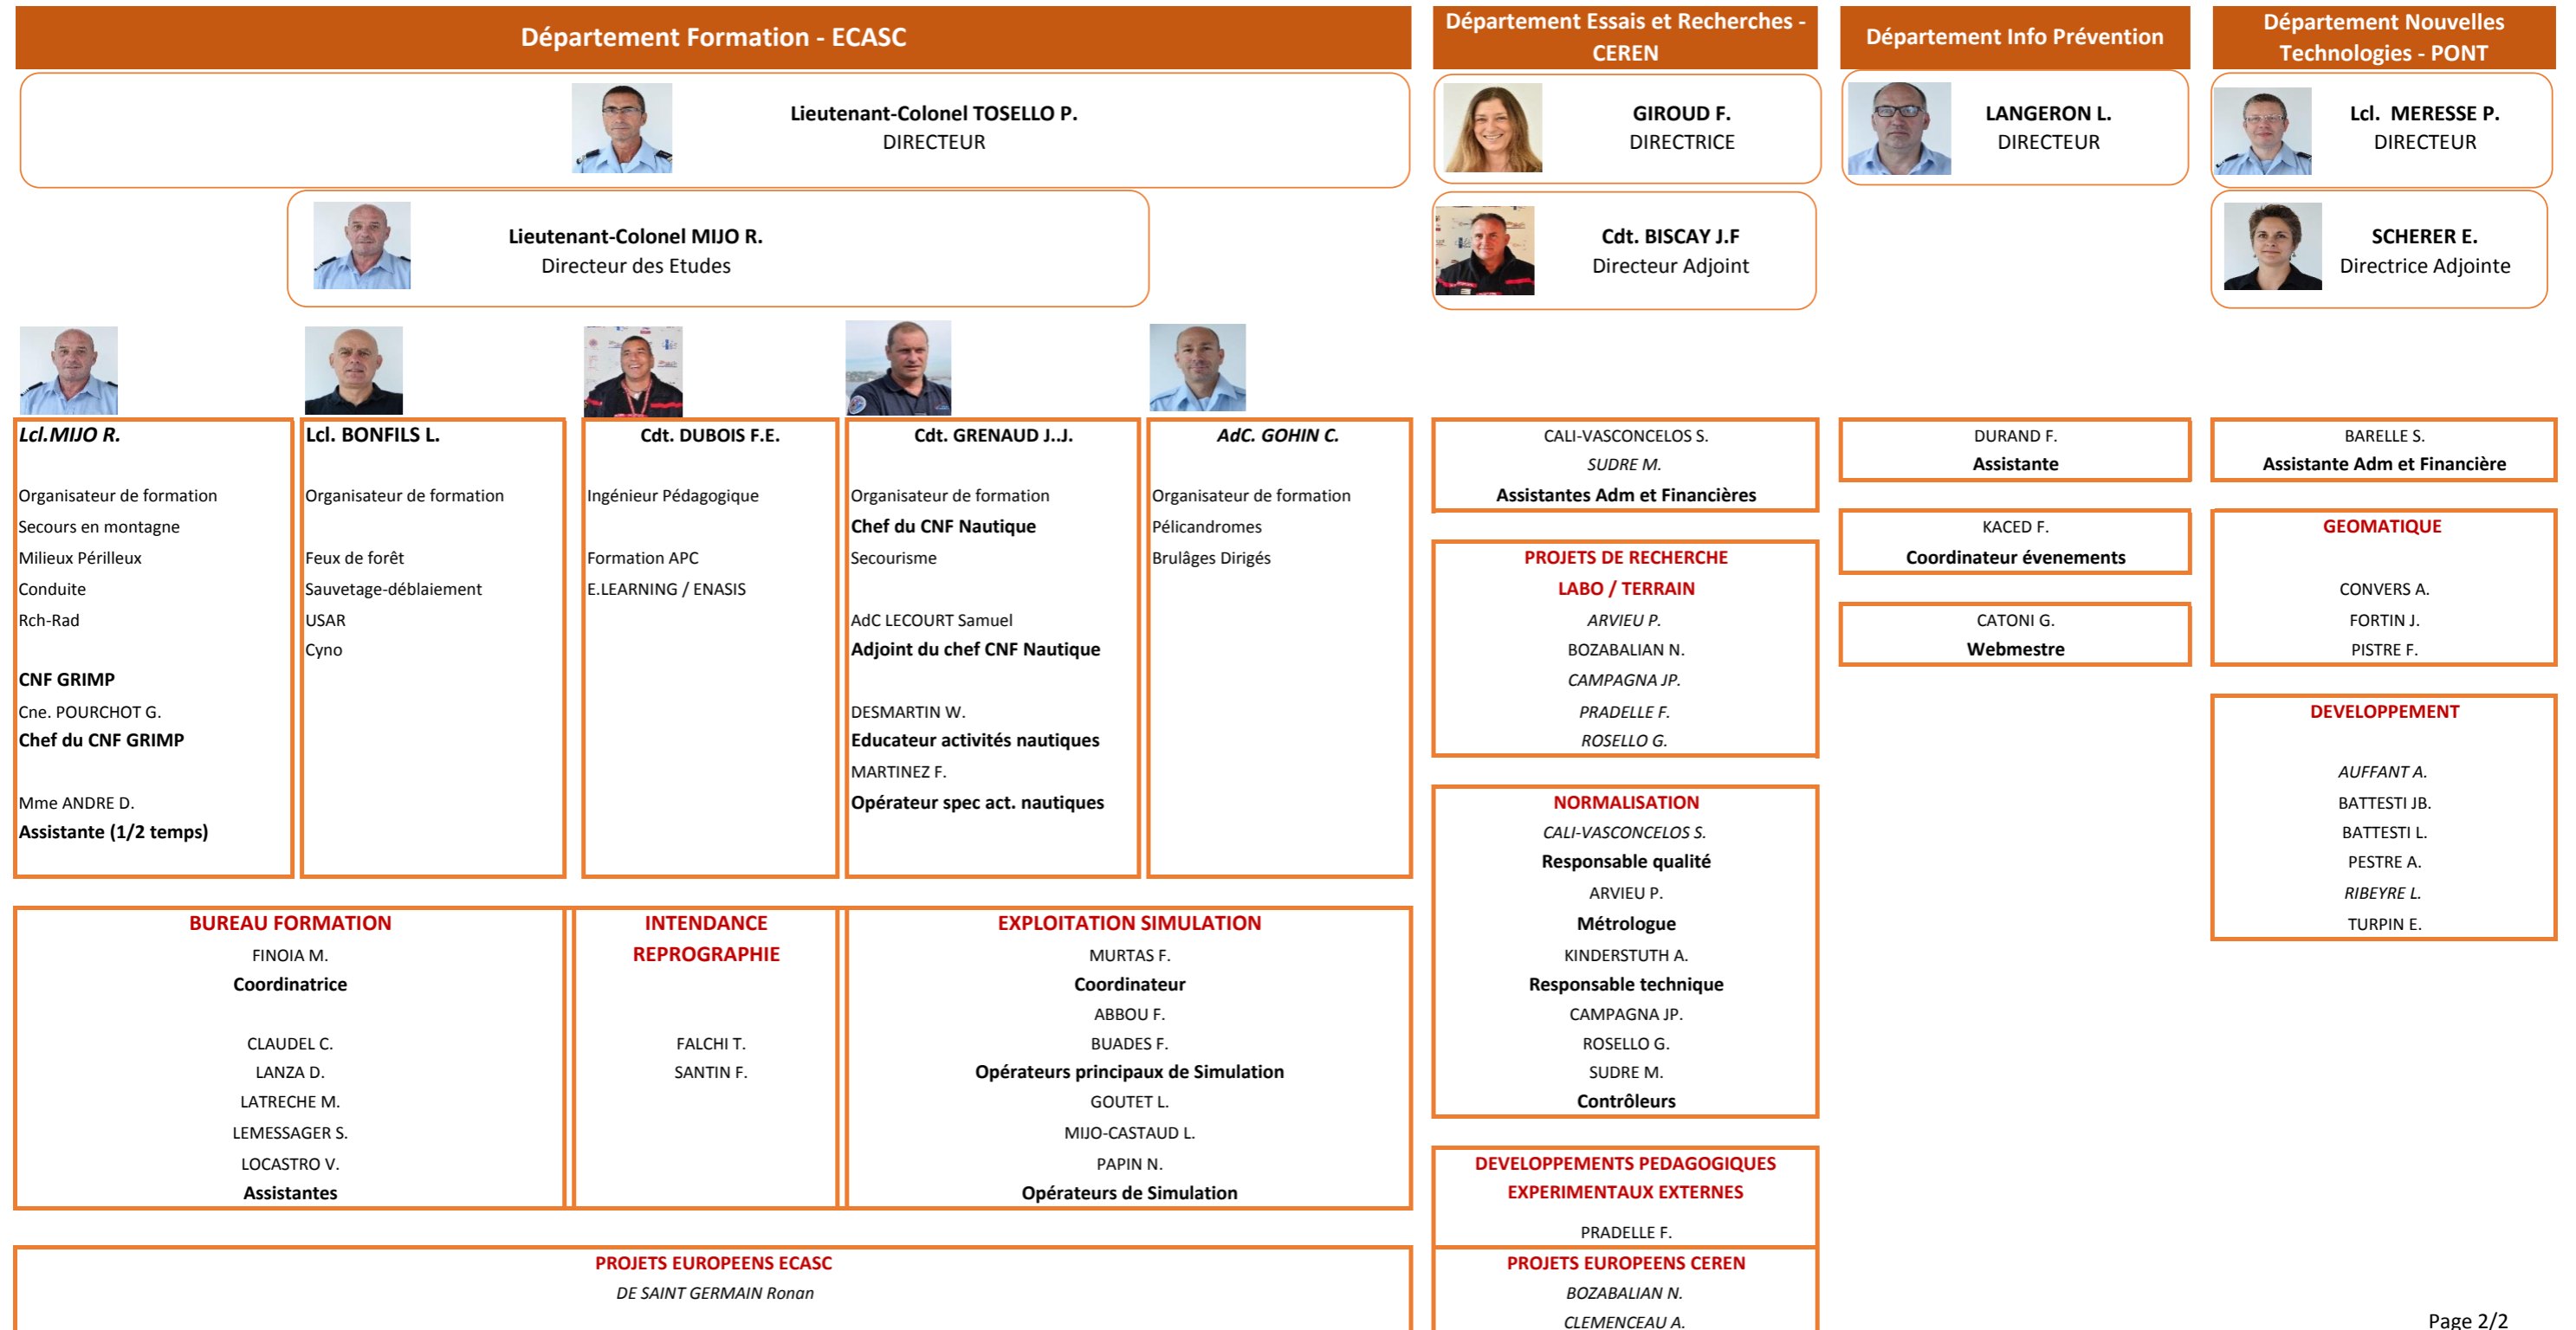 Département Formation - ECASC
Lieutenant-Colonel TOSELLO P.
DIRECTEUR
Lieutenant-Colonel MIJO R.
Directeur des Etudes
Lcl.MIJO R.
Organisateur de formation
Secours en montagne
Milieux Périlleux
Conduite
Rch-Rad
CNF GRIMP
Cne. POURCHOT G.
Chef du CNF GRIMP
Mme ANDRE D.
Assistante (1/2 temps)
Lcl. BONFILS L.
Organisateur de formation
Feux de forêt
Sauvetage-déblaiement
USAR
Cyno
Cdt. DUBOIS F.E.
Ingénieur Pédagogique
Formation APC
E.LEARNING / ENASIS
Cdt. GRENAUD J..J.
Organisateur de formation
Chef du CNF Nautique
Secourisme
AdC LECOURT Samuel
Adjoint du chef CNF Nautique
DESMARTIN W.
Educateur activités nautiques
MARTINEZ F.
Opérateur spec act. nautiques
AdC. GOHIN C.
Organisateur de formation
Pélicandromes
Brulâges Dirigés
BUREAU FORMATION
FINOIA M.
Coordinatrice
CLAUDEL C.
LANZA D.
LATRECHE M.
LEMESSAGER S.
LOCASTRO V.
Assistantes
INTENDANCE
REPROGRAPHIE
FALCHI T.
SANTIN F.
EXPLOITATION SIMULATION
MURTAS F.
Coordinateur
ABBOU F.
BUADES F.
Opérateurs principaux de Simulation
GOUTET L.
MIJO-CASTAUD L.
PAPIN N.
Opérateurs de Simulation
PROJETS EUROPEENS ECASC
DE SAINT GERMAIN Ronan
Département Essais et Recherches -
CEREN
GIROUD F.
DIRECTRICE
Cdt. BISCAY J.F
Directeur Adjoint
CALI-VASCONCELOS S.
SUDRE M.
Assistantes Adm et Financières
PROJETS DE RECHERCHE
LABO / TERRAIN
ARVIEU P.
BOZABALIAN N.
CAMPAGNA JP.
PRADELLE F.
ROSELLO G.
NORMALISATION
CALI-VASCONCELOS S.
Responsable qualité
ARVIEU P.
Métrologue
KINDERSTUTH A.
Responsable technique
CAMPAGNA JP.
ROSELLO G.
SUDRE M.
Contrôleurs
DEVELOPPEMENTS PEDAGOGIQUES
EXPERIMENTAUX EXTERNES
PRADELLE F.
PROJETS EUROPEENS CEREN
BOZABALIAN N.
CLEMENCEAU A.
Département Info Prévention
LANGERON L.
DIRECTEUR
DURAND F.
Assistante
KACED F.
Coordinateur évenements
CATONI G.
Webmestre
Département Nouvelles
Technologies - PONT
Lcl.  MERESSE P.
DIRECTEUR
SCHERER E.
Directrice Adjointe
BARELLE S.
Assistante Adm et Financière
GEOMATIQUE
CONVERS A.
FORTIN J.
PISTRE F.
DEVELOPPEMENT
AUFFANT A.
BATTESTI JB.
BATTESTI L.
PESTRE A.
RIBEYRE L.
TURPIN E.
Page 2/2